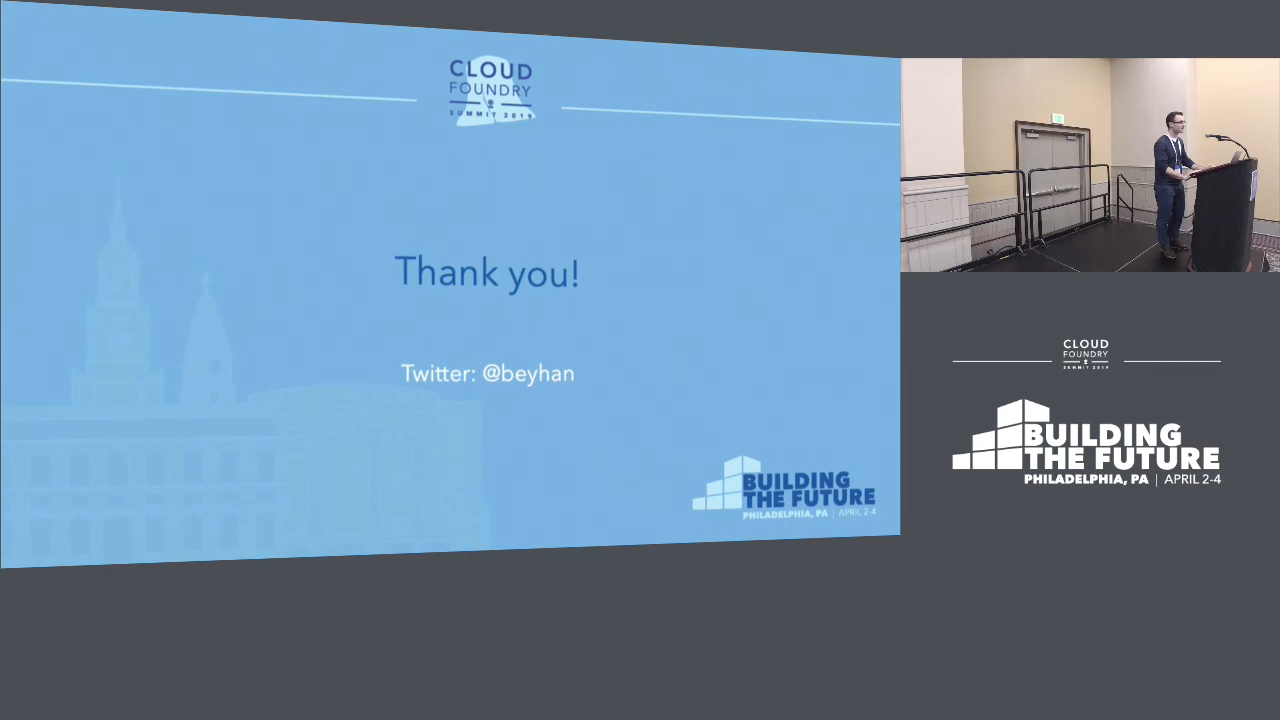 CLOUD
FOUNDRY
SUMMIT 2019
Thank you!
Twitter: @beyhan
BUILDING
THE FUTURE
PHILADELPHIA, PA | APRIL 2-4
CLOUD
FOUNDRY
SUMMIT 2019
BUILDING
THE FUTURE
PHILADELPHIA, PA | APRIL 2-4